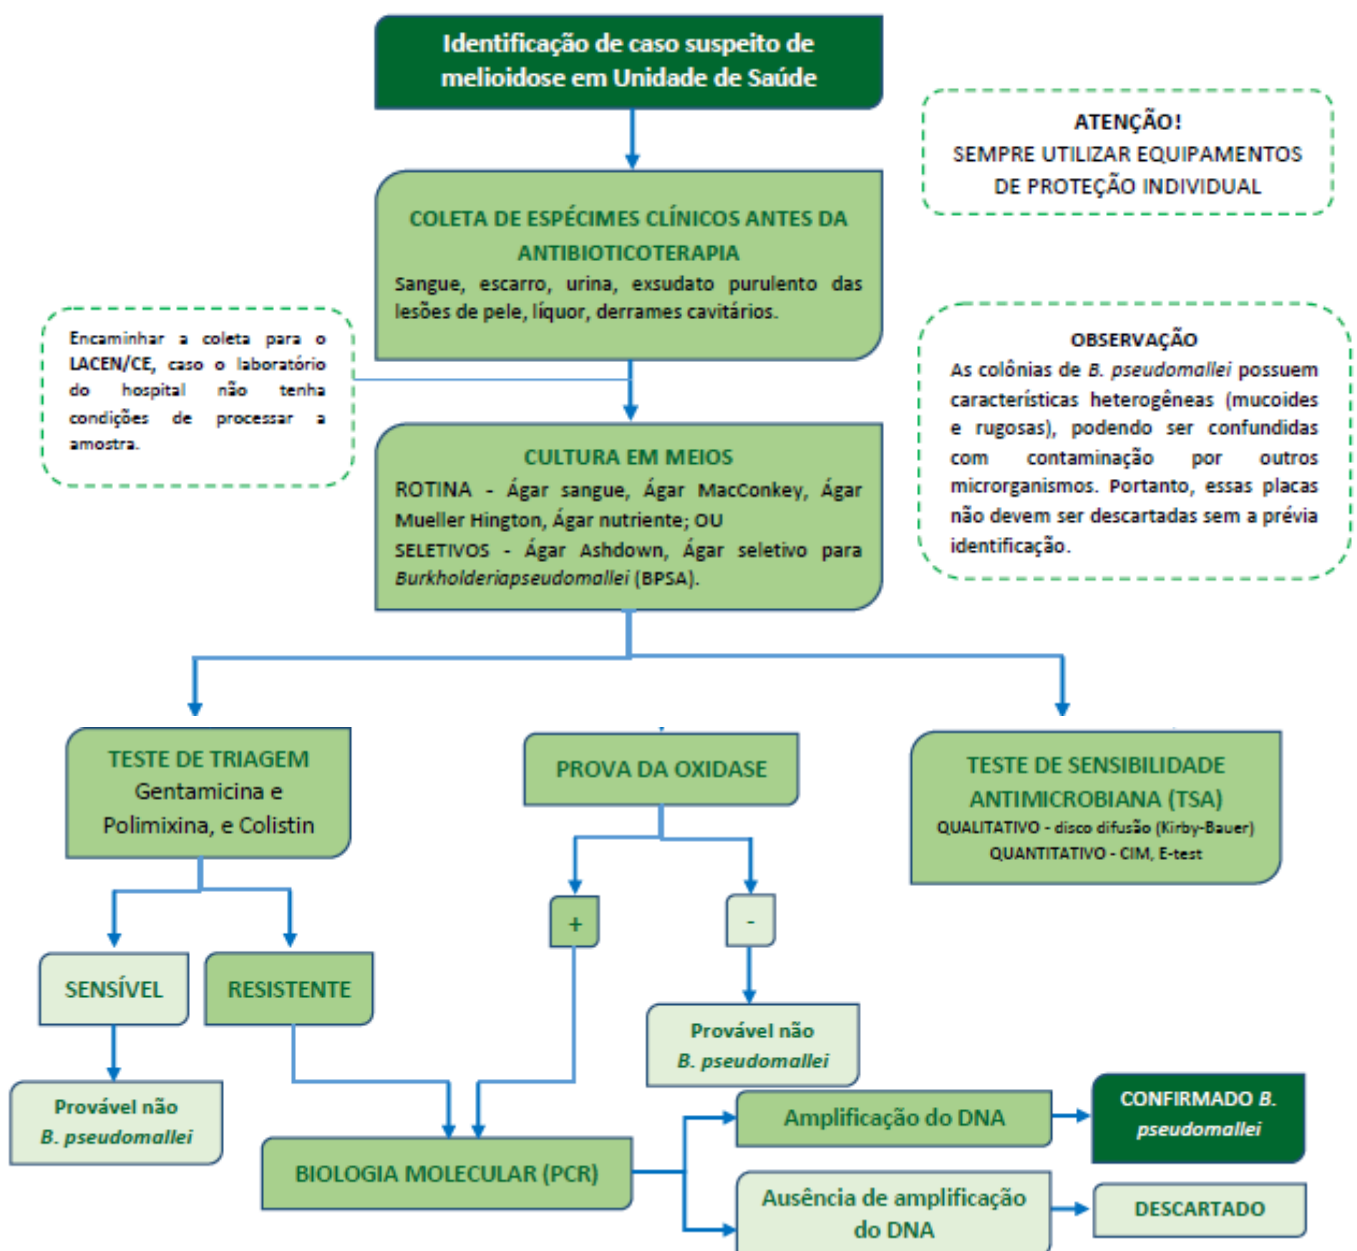 Identificação de caso suspeito de
melioidose em Unidade de Saúde
ATENÇÃO!
SEMPRE UTILIZAR EQUIPAMENTOS
DE PROTEÇÃO INDIVIDUAL
COLETA DE ESPÉCIMES CLÍNICOS ANTES DA
ANTIBIOTICOTERAPIA
Sangue, escarro, urina, exsudato purulento das
lesões de pele, líquor, derrames cavitários.
Encaminhar a coleta para o
LACEN/CE, caso o laboratório
do hospital não tenha
condições de processar a
amostra.
OBSERVAÇÃO
As colônias de B. pseudomallei possuem
características heterogêneas (mucoides
e rugosas), podendo ser confundidas
com contaminação por outros
microrganismos. Portanto, essas placas
não devem ser descartadas sem a prévia
identificação.
CULTURA EM MEIOS
ROTINA - Ágar sangue, Ágar MacConkey, Ágar
Mueller Hington, Ágar nutriente; OU
SELETIVOS - Ágar Ashdown, Ágar seletivo para
Burkholderiapseudomallei (BPSA).
TESTE DE TRIAGEM
Gentamicina e
Polimixina, e Colistin
PROVA DA OXIDASE
TESTE DE SENSIBILIDADE
ANTIMICROBIANA (TSA)
QUALITATIVO - disco difusão (Kirby-Bauer)
QUANTITATIVO - CIM, E-test
+
-
SENSÍVEL
RESISTENTE
Provável não
B. pseudomallei
Provável não
B. pseudomallei
BIOLOGIA MOLECULAR (PCR)
Amplificação do DNA
CONFIRMADO B.
pseudomallei
Ausência de amplificação
do DNA
DESCARTADO